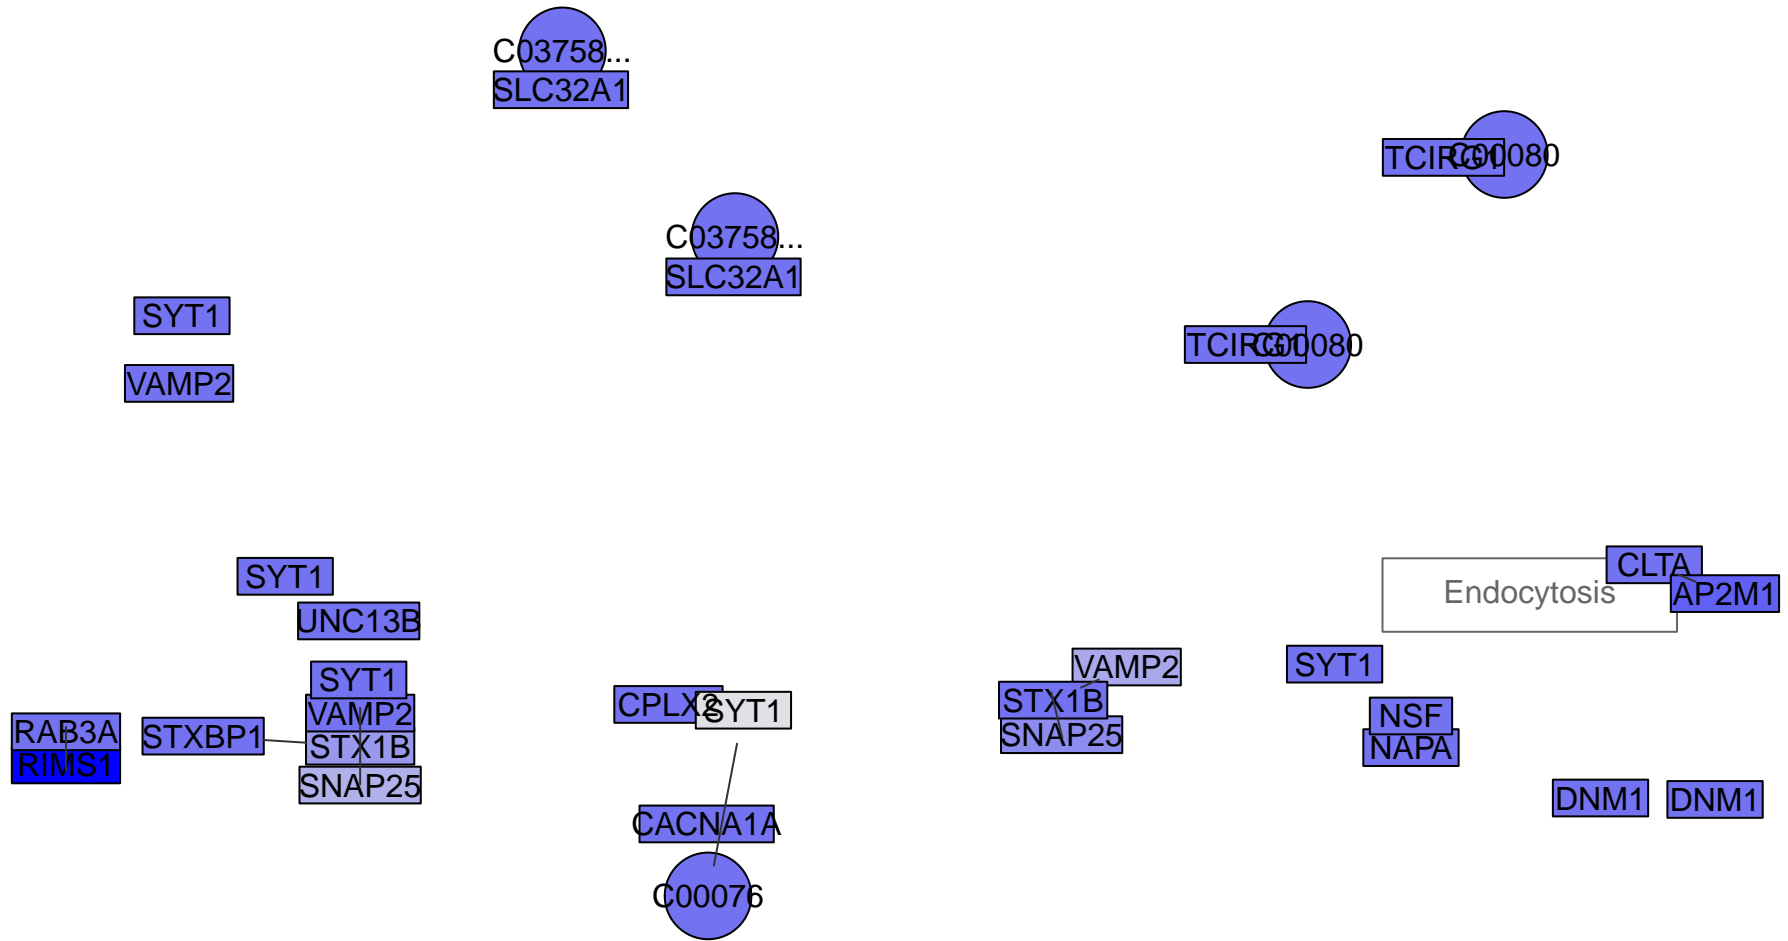 C03758...
SLC32A1
TCIRG1
C00080
C03758...
SLC32A1
SYT1
TCIRG1
C00080
VAMP2
CLTA
SYT1
Endocytosis
AP2M1
UNC13B
SYT1
VAMP2
SYT1
STX1B
CPLX2
SYT1
VAMP2
NSF
RAB3A
STXBP1
STX1B
SNAP25
NAPA
RIMS1
SNAP25
DNM1
DNM1
CACNA1A
C00076